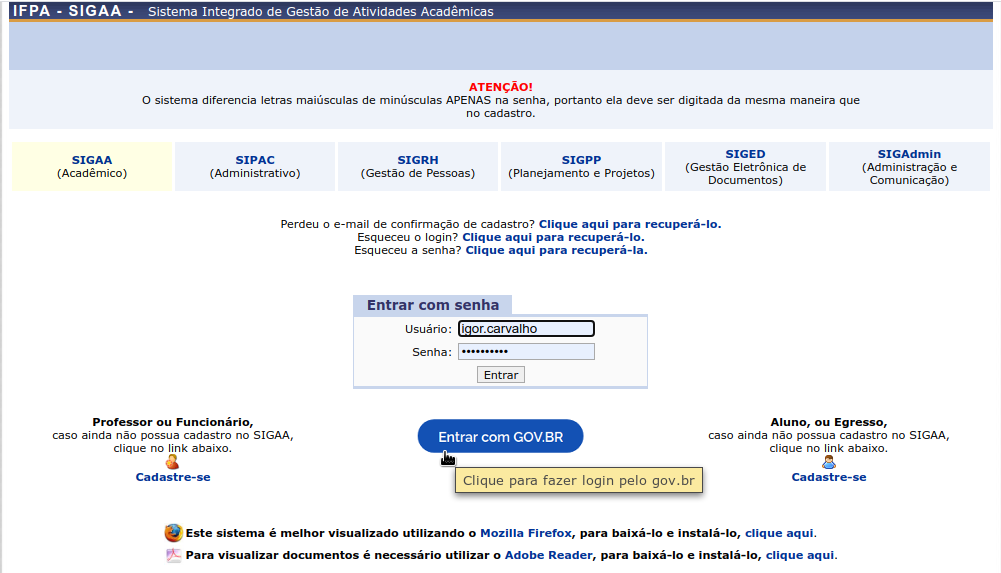 IFPA - SIGAA - Sistema Integrado de Gestão de Atividades Acadêmicas
ATENÇÃO!
O sistema diferencia letras maiúsculas de minúsculas APENAS na senha, portanto ela deve ser digitada da mesma maneira que
no cadastro.
SIGAA
(Acadêmico)
SIPAC
(Administrativo)
SIGRH
(Gestão de Pessoas)
SIGPP
(Planejamento e Projetos)
SIGED
(Gestão Eletrônica de
Documentos)
SIGAdmin
(Administração e
Comunicação)
Perdeu o e-mail de confirmação de cadastro? Clique aqui para recuperá-lo.
Esqueceu o login? Clique aqui para recuperá-lo.
Esqueceu a senha? Clique aqui para recuperá-la.
Entrar com senha
Usuário: igor.carvalho
Senha: ••••••••••
Entrar
Professor ou Funcionário,
caso ainda não possua cadastro no SIGAA,
clique no link abaixo.
Cadastre-se
Entrar com GOV.BR
Clique para fazer login pelo gov.br
Aluno, ou Egresso,
caso ainda não possua cadastro no SIGAA,
clique no link abaixo.
Cadastre-se
Este sistema é melhor visualizado utilizando o Mozilla Firefox, para baixá-lo e instalá-lo, clique aqui.
Para visualizar documentos é necessário utilizar o Adobe Reader, para baixá-lo e instalá-lo, clique aqui.